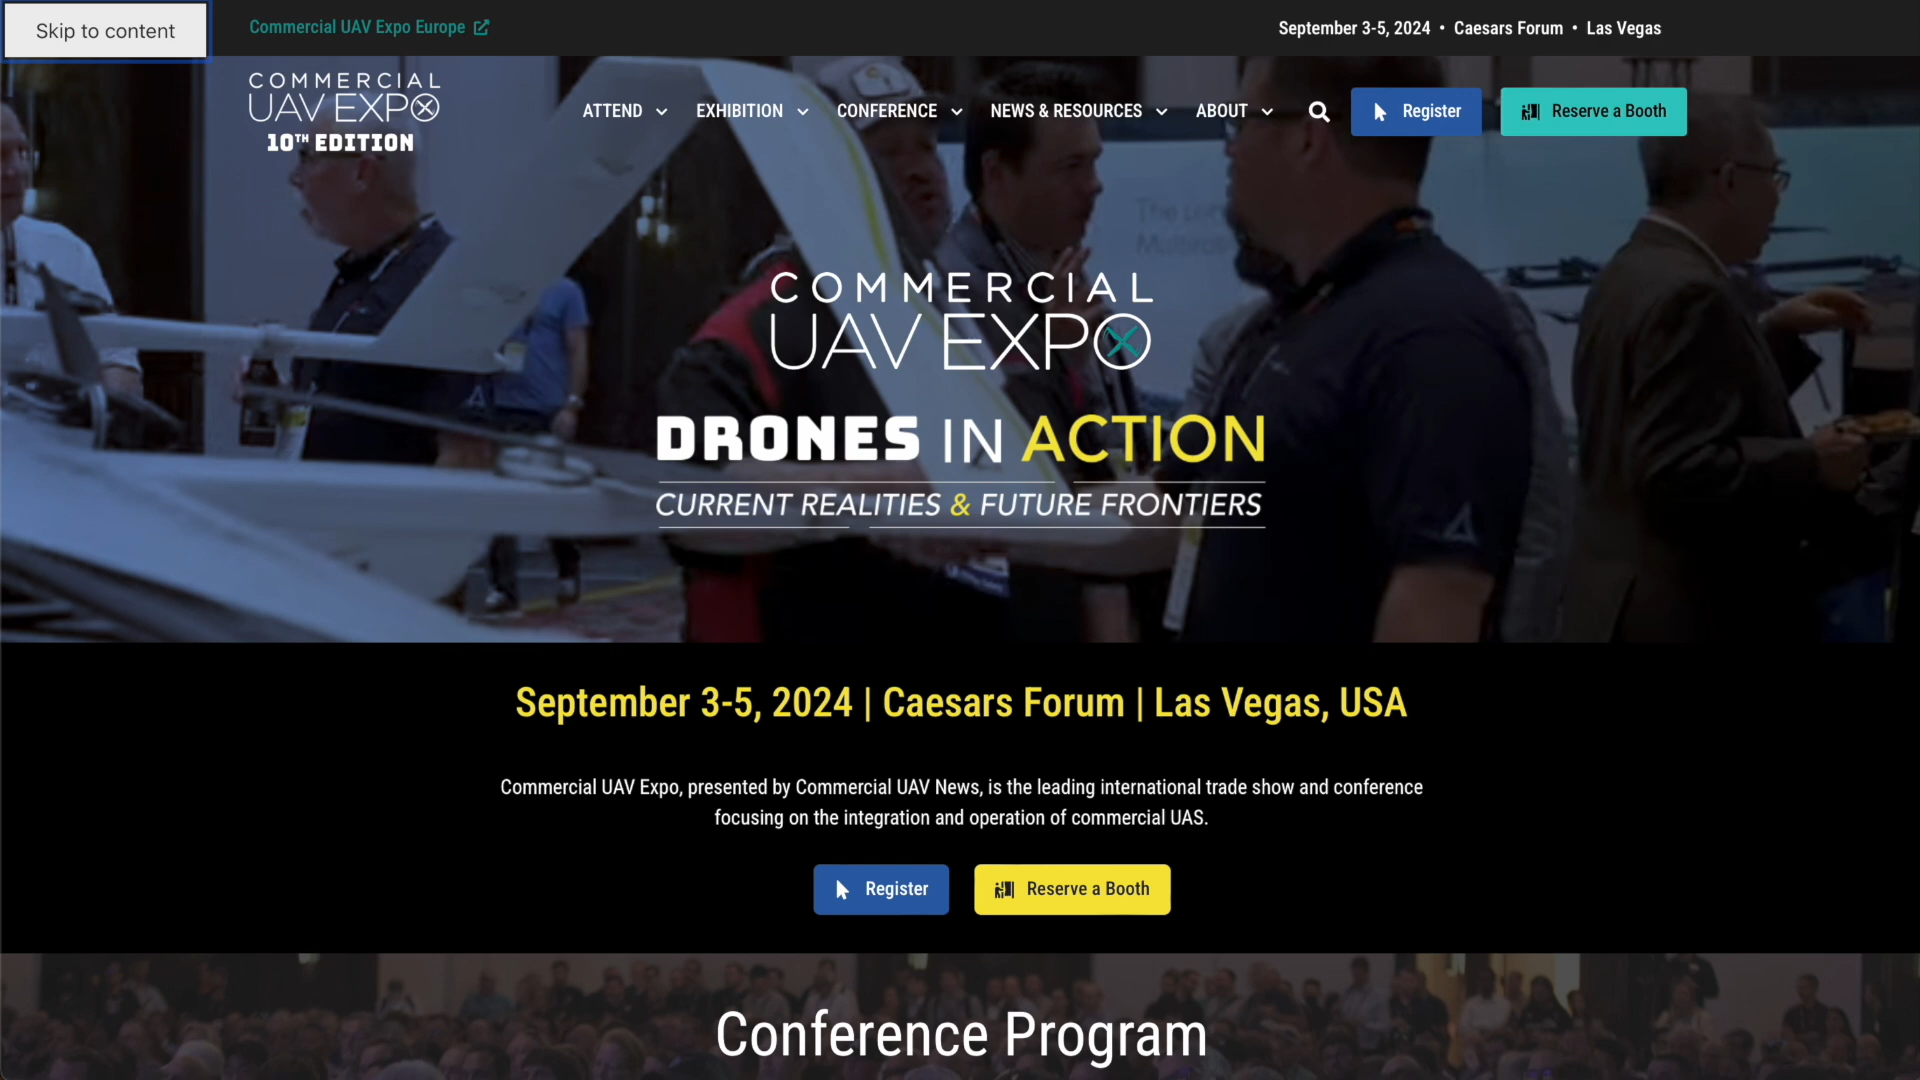 Skip to content
Commercial UAV Expo Europe
September 3-5, 2024 • Caesars Forum • Las Vegas
COMMERCIAL
UAV EXPO
10TH EDITION
ATTEND
EXHIBITION
CONFERENCE
NEWS & RESOURCES
ABOUT
Register
Reserve a Booth
COMMERCIAL
UAV EXPO
DRONES IN ACTION
CURRENT REALITIES & FUTURE FRONTIERS
September 3-5, 2024 | Caesars Forum | Las Vegas, USA
Commercial UAV Expo, presented by Commercial UAV News, is the leading international trade show and conference
focusing on the integration and operation of commercial UAS.
Register
Reserve a Booth
Conference Program